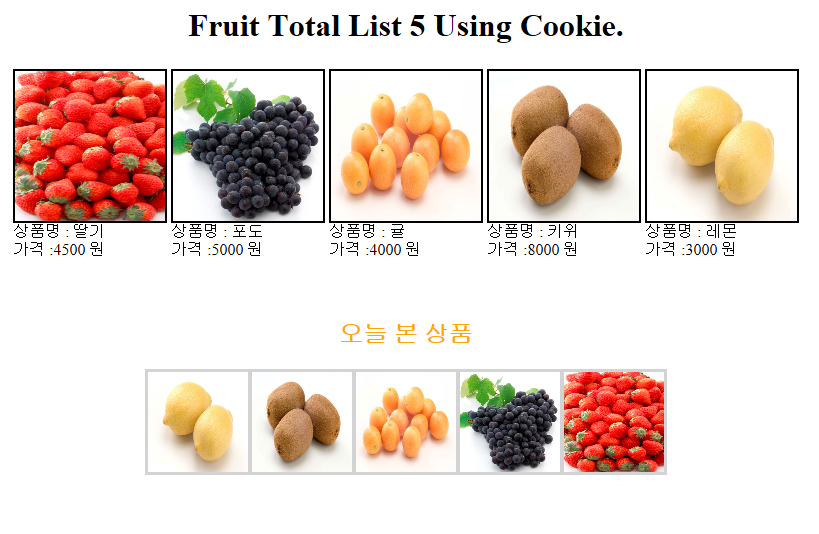 Fruit Total List 5 Using Cookie.
상품명 : 딸기
가격 :4500 원
상품명 : 포도
가격 :5000 원
상품명 : 귤
가격 :4000 원
상품명 : 키위
가격 :8000 원
상품명 : 레몬
가격 :3000 원
오늘 본 상품